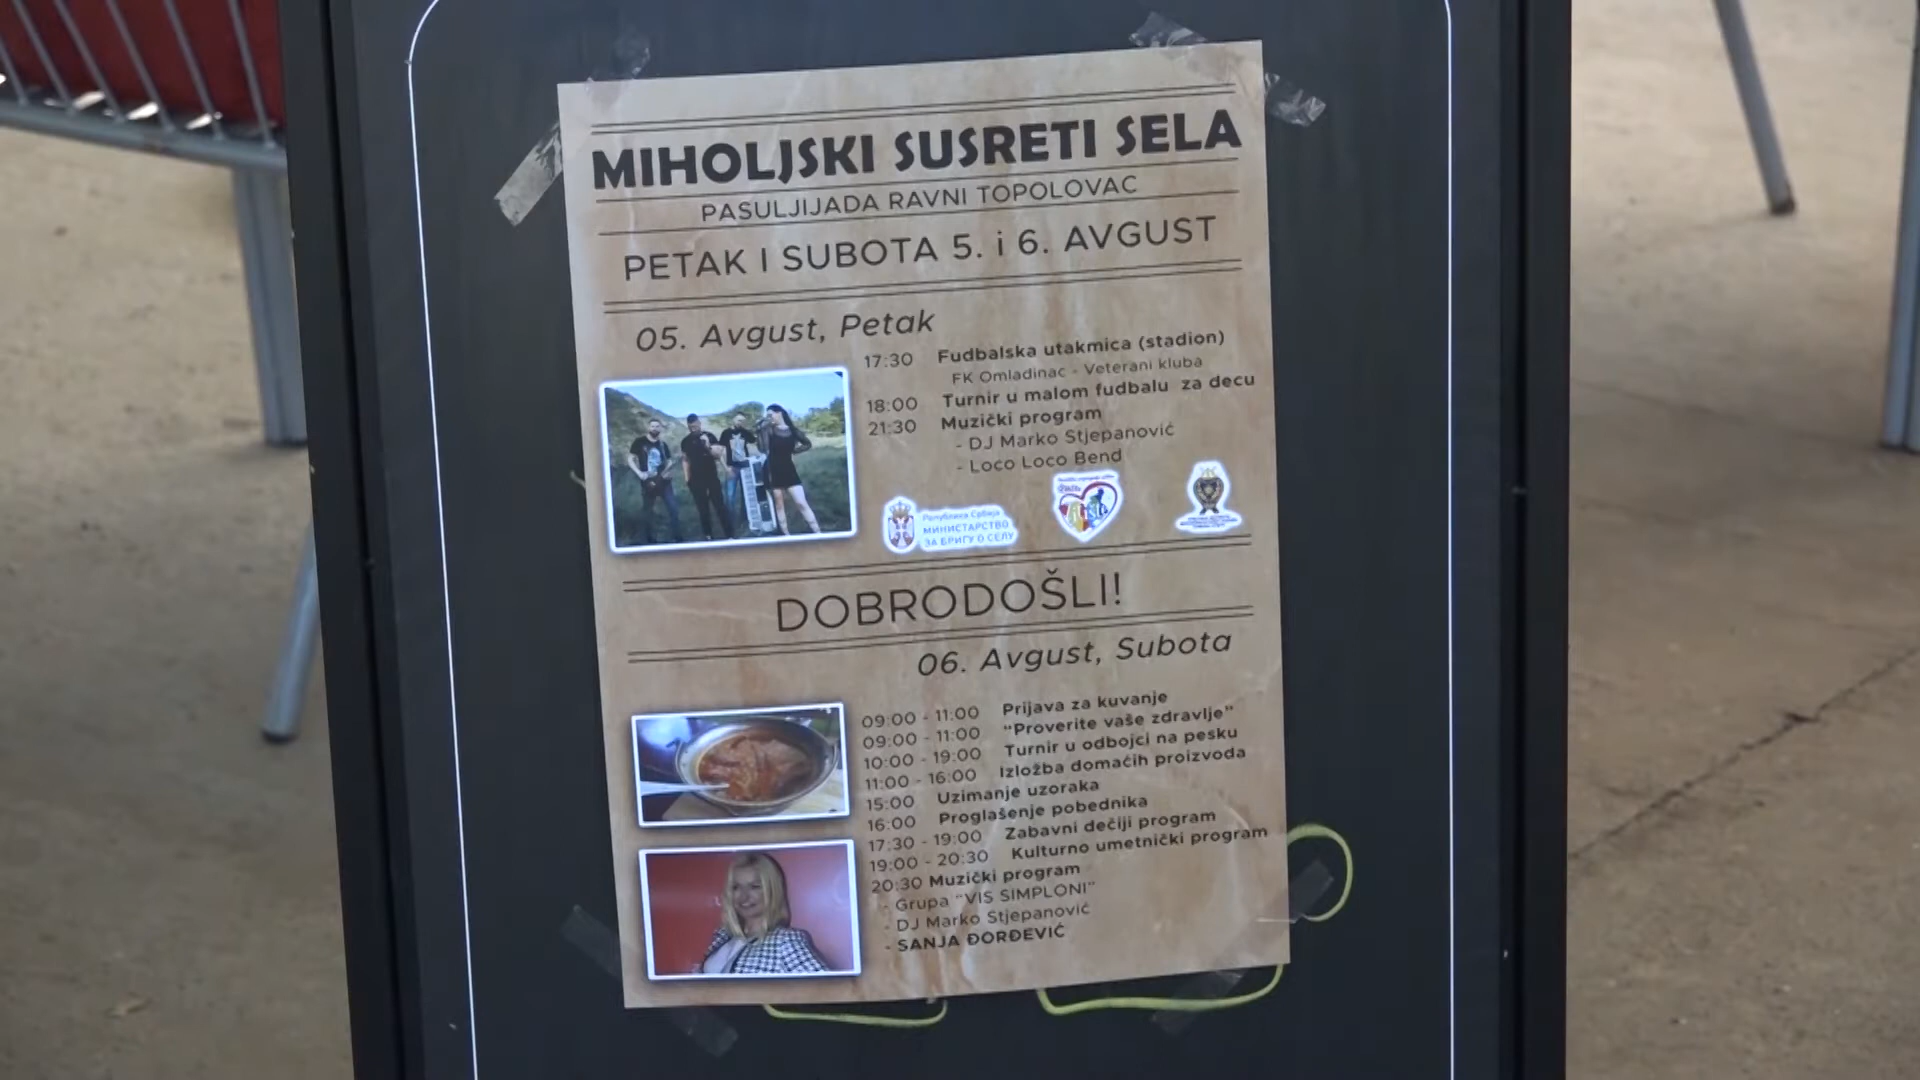 MIHOLJSKI SUSRETI SELA
PASULJIJADA RAVNI TOPOLOVAC
PETAK I SUBOTA 5. i 6. AVGUST
05. Avgust, Petak
17:30 Fudbalska utakmica (stadion)
FK Omladinac - Veterani kluba
18:00 Turnir u malom fudbalu za decu
21:30 Muzički program
- DJ Marko Stjepanović
- Loco Loco Bend
Република Србија
МИНИСТАРСТВО
ЗА БРИГУ О СЕЛУ
DOBRODOŠLI!
06. Avgust, Subota
09:00 - 11:00 Prijava za kuvanje
09:00 - 11:00 "Proverite vaše zdravlje"
10:00 - 19:00 Turnir u odbojci na pesku
11:00 - 16:00 Izložba domaćih proizvoda
15:00 Uzimanje uzoraka
16:00 Proglašenje pobednika
17:30 - 19:00 Zabavni dečiji program
19:00 - 20:30 Kulturno umetnički program
20:30 Muzički program
- Grupa "VIS SIMPLONI"
- DJ Marko Stjepanović
- SANJA ĐORĐEVIĆ